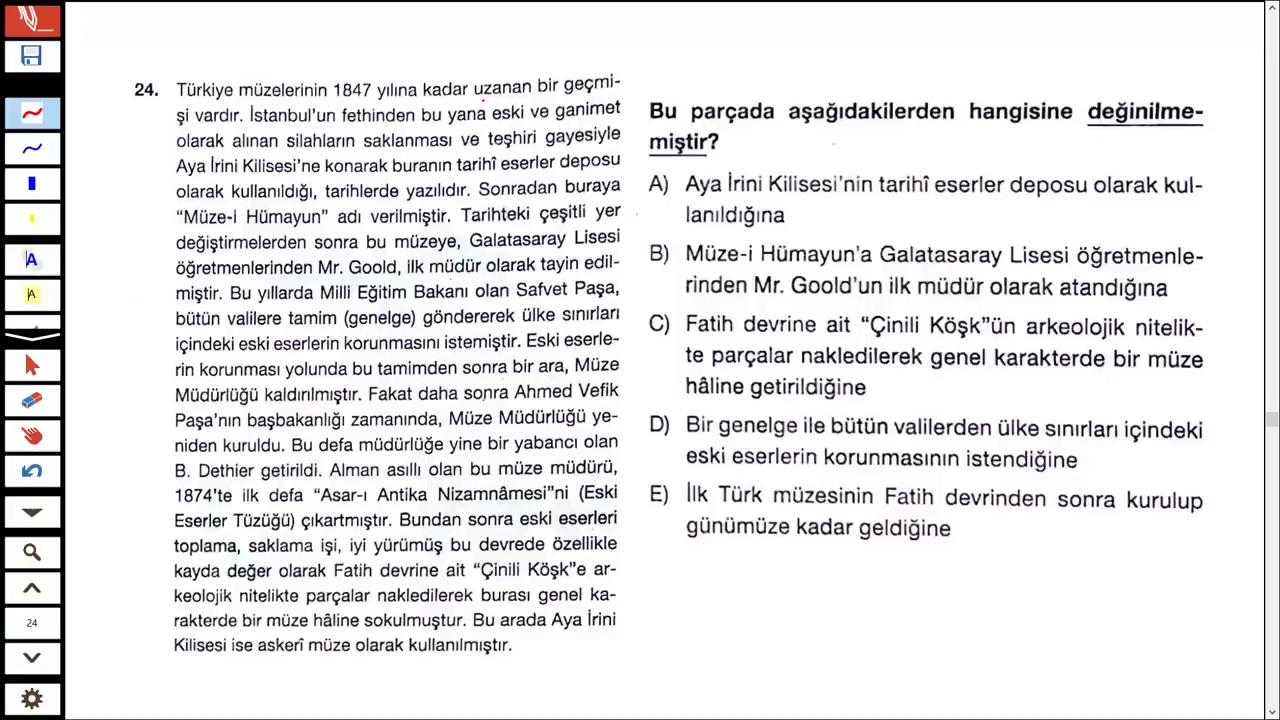 24. Türkiye müzelerinin 1847 yılına kadar uzanan bir geçmi-
şi vardır. İstanbul'un fethinden bu yana eski ve ganimet
olarak alınan silahların saklanması ve teşhiri gayesiyle
Aya İrini Kilisesi'ne konarak buranın tarihî eserler deposu
olarak kullanıldığı, tarihlerde yazılıdır. Sonradan buraya
"Müze-i Hümayun" adı verilmiştir. Tarihteki çeşitli yer
değiştirmelerden sonra bu müzeye, Galatasaray Lisesi
öğretmenlerinden Mr. Goold, ilk müdür olarak tayin edil-
miştir. Bu yıllarda Milli Eğitim Bakanı olan Safvet Paşa,
bütün valilere tamim (genelge) göndererek ülke sınırları
içindeki eski eserlerin korunmasını istemiştir. Eski eserle-
rin korunması yolunda bu tamimden sonra bir ara, Müze
Müdürlüğü kaldırılmıştır. Fakat daha sonra Ahmed Vefik
Paşa'nın başbakanlığı zamanında, Müze Müdürlüğü ye-
niden kuruldu. Bu defa müdürlüğe yine bir yabancı olan
B. Dethier getirildi. Alman asıllı olan bu müze müdürü,
1874'te ilk defa "Asar-ı Antika Nizamnâmesi"ni (Eski
Eserler Tüzüğü) çıkartmıştır. Bundan sonra eski eserleri
toplama, saklama işi, iyi yürümüş bu devrede özellikle
kayda değer olarak Fatih devrine ait "Çinili Köşk"e ar-
keolojik nitelikte parçalar nakledilerek burası genel ka-
rakterde bir müze hâline sokulmuştur. Bu arada Aya İrini
Kilisesi ise askerî müze olarak kullanılmıştır.
Bu parçada aşağıdakilerden hangisine değinilme-
miştir?
A) Aya İrini Kilisesi'nin tarihî eserler deposu olarak kul-
lanıldığına
B) Müze-i Hümayun'a Galatasaray Lisesi öğretmenle-
rinden Mr. Goold'un ilk müdür olarak atandığına
C) Fatih devrine ait "Çinili Köşk"ün arkeolojik nitelik-
te parçalar nakledilerek genel karakterde bir müze
hâline getirildiğine
D) Bir genelge ile bütün valilerden ülke sınırları içindeki
eski eserlerin korunmasının istendiğine
E) İlk Türk müzesinin Fatih devrinden sonra kurulup
günümüze kadar geldiğine
A
A
24